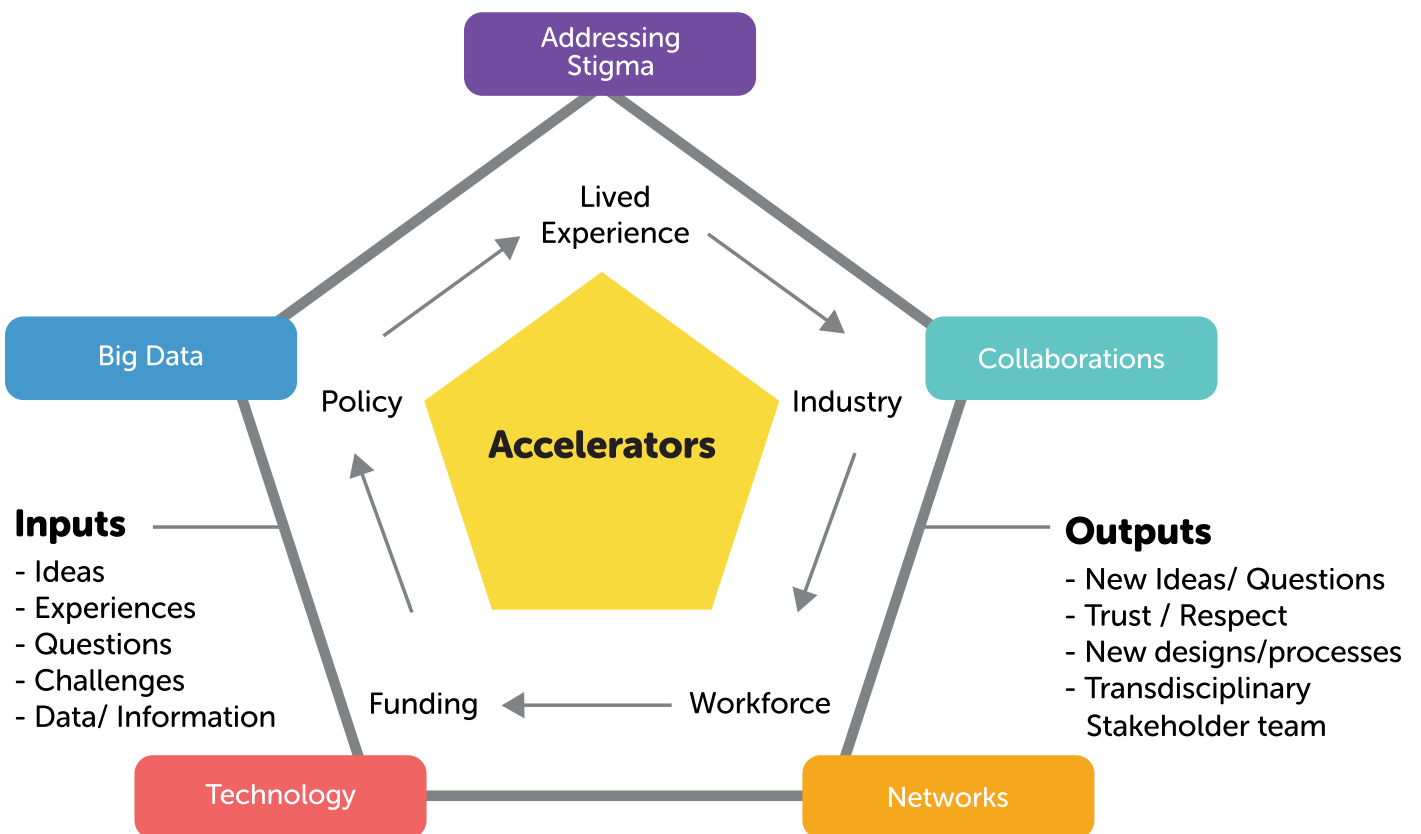 Addressing
Stigma
Lived
Experience
Big Data
Collaborations
Policy
Industry
Accelerators
Inputs
- Ideas
- Experiences
- Questions
- Challenges
- Data/ Information
Outputs
- New Ideas/ Questions
- Trust / Respect
- New designs/processes
- Transdisciplinary
Stakeholder team
Funding
Workforce
Technology
Networks